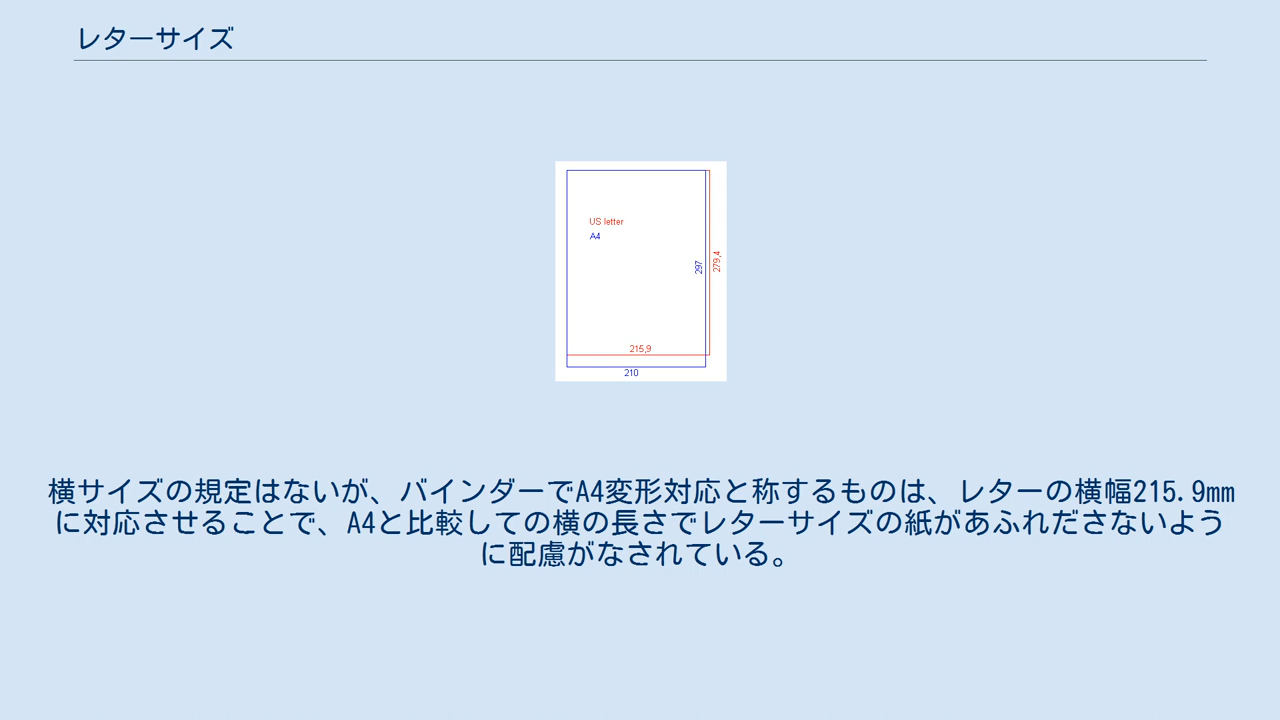 レターサイズ
US letter
A4
297
279,4
215,9
210
横サイズの規定はないが、バインダーでA4変形対応と称するものは、レターの横幅215.9mm
に対応させることで、A4と比較しての横の長さでレターサイズの紙があふれださないよう
に配慮がなされている。